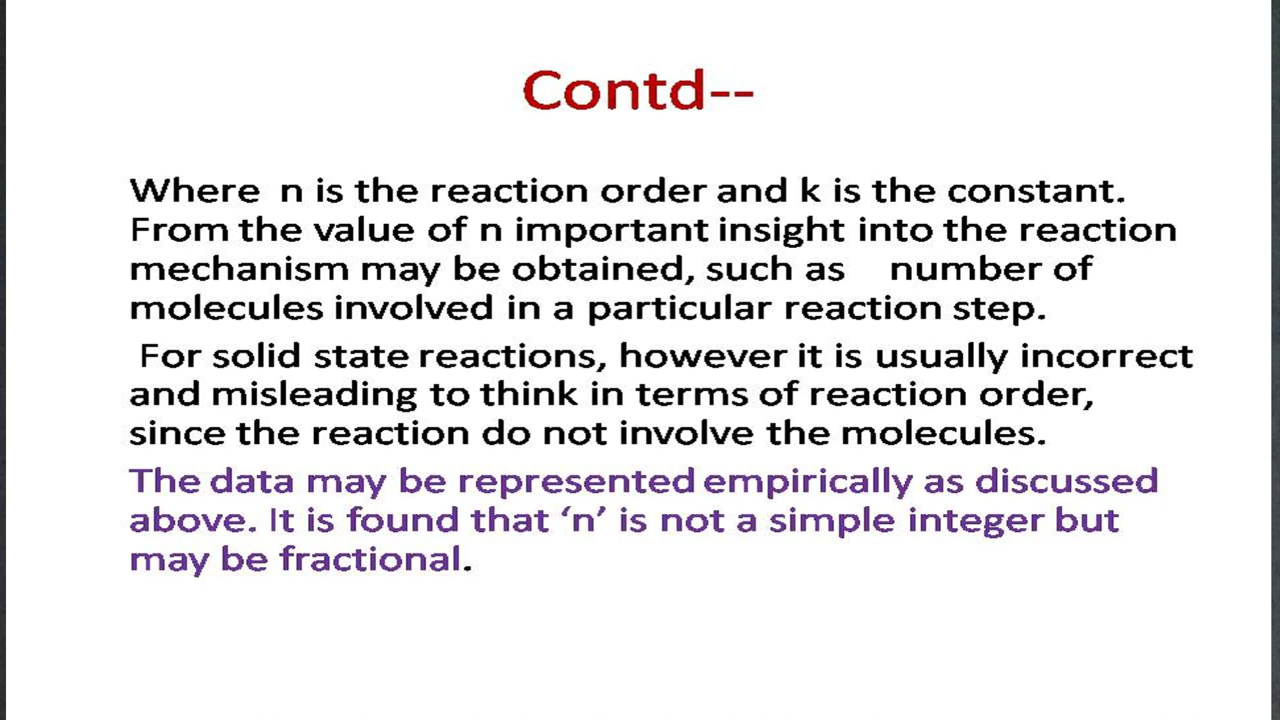 Contd--
Where n is the reaction order and k is the constant.
From the value of n important insight into the reaction
mechanism may be obtained, such as number of
molecules involved in a particular reaction step.
For solid state reactions, however it is usually incorrect
and misleading to think in terms of reaction order,
since the reaction do not involve the molecules.
The data may be represented empirically as discussed
above. It is found that ‘n’ is not a simple integer but
may be fractional.